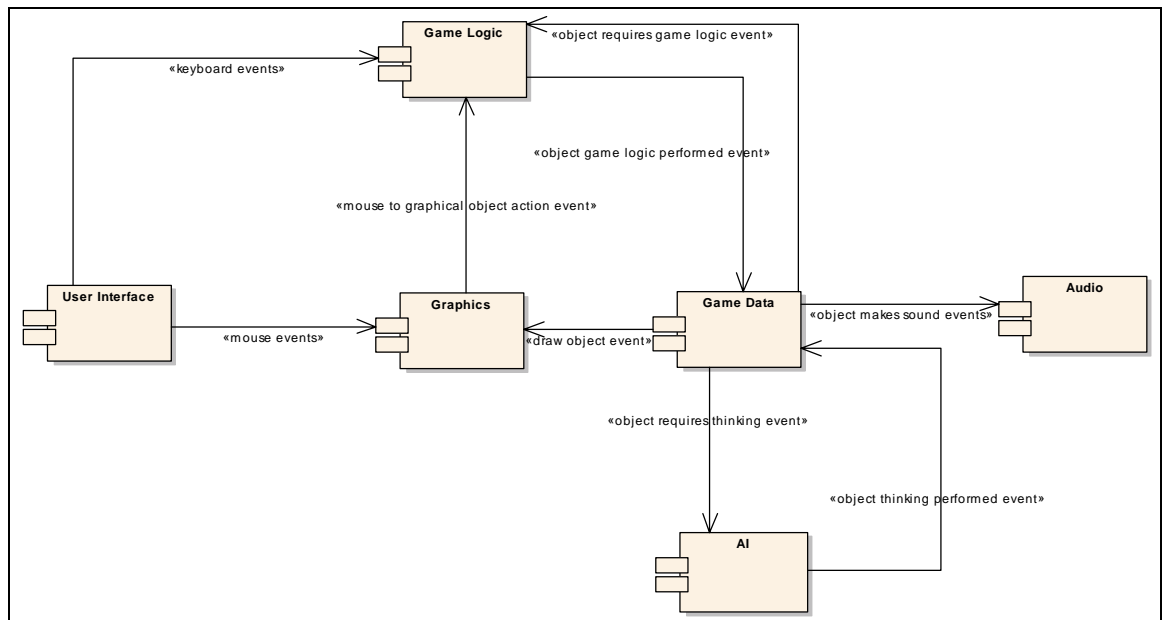 Game Logic
«object requires game logic event»
«keyboard events»
«object game logic performed event»
«mouse to graphical object action event»
User Interface
Graphics
Game Data
Audio
«object makes sound events»
«mouse events»
«draw object event»
«object requires thinking event»
«object thinking performed event»
AI